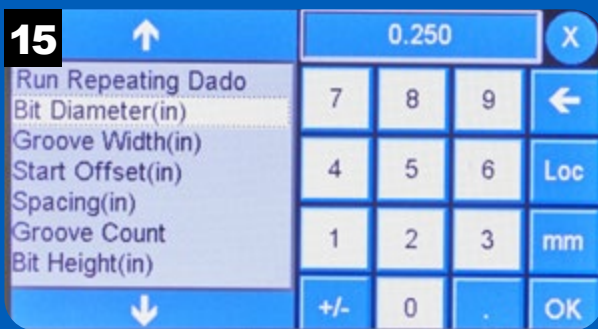 15
0.250
X
Run Repeating Dado
Bit Diameter(in)
Groove Width(in)
Start Offset(in)
Spacing(in)
Groove Count
Bit Height(in)
7 8 9
4 5 6 Loc
1 2 3 mm
+/- 0 . OK